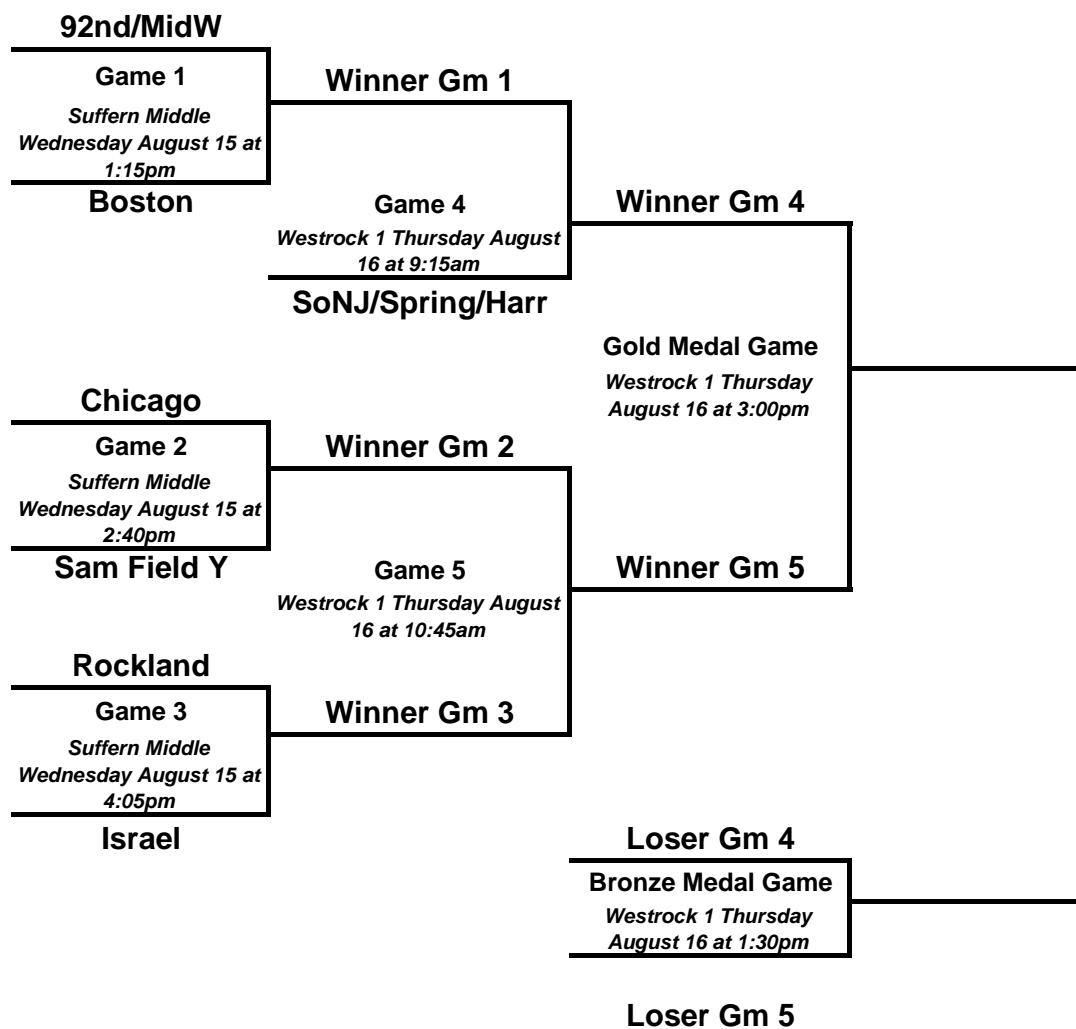 92nd/MidW
Game 1
Suffern Middle
Wednesday August 15 at
1:15pm
Boston
Winner Gm 1
Game 4
Westrock 1 Thursday August
16 at 9:15am
SoNJ/Spring/Harr
Winner Gm 4
Gold Medal Game
Westrock 1 Thursday
August 16 at 3:00pm
Chicago
Game 2
Suffern Middle
Wednesday August 15 at
2:40pm
Sam Field Y
Winner Gm 2
Game 5
Westrock 1 Thursday August
16 at 10:45am
Winner Gm 5
Rockland
Game 3
Suffern Middle
Wednesday August 15 at
4:05pm
Israel
Winner Gm 3
Loser Gm 4
Bronze Medal Game
Westrock 1 Thursday
August 16 at 1:30pm
Loser Gm 5